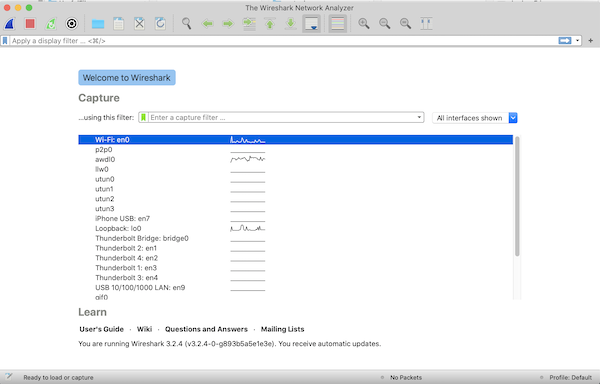 The Wireshark Network Analyzer
Apply a display filter ... <⌘/>
Welcome to Wireshark
Capture
...using this filter: Enter a capture filter ... All interfaces shown
Wi-Fi: en0
p2p0
awdl0
llw0
utun0
utun1
utun2
utun3
iPhone USB: en7
Loopback: lo0
Thunderbolt Bridge: bridge0
Thunderbolt 2: en1
Thunderbolt 4: en2
Thunderbolt 1: en3
Thunderbolt 3: en4
USB 10/100/1000 LAN: en9
gif0
Learn
User's Guide · Wiki · Questions and Answers · Mailing Lists
You are running Wireshark 3.2.4 (v3.2.4-0-g893b5a5e1e3e). You receive automatic updates.
Ready to load or capture No Packets Profile: Default